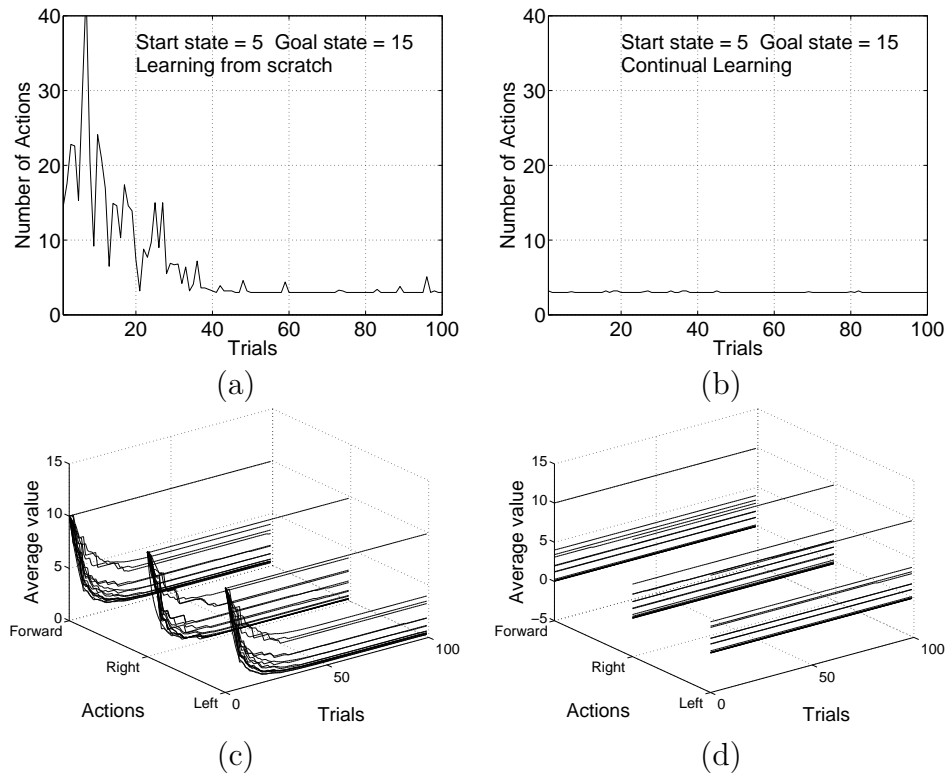 40
30
20
10
0
Number of Actions
Start state = 5 Goal state = 15
Learning from scratch
20 40 60 80 100
Trials
(a)
40
30
20
10
0
Number of Actions
Start state = 5 Goal state = 15
Continual Learning
20 40 60 80 100
Trials
(b)
15
10
5
0
Average value
Forward
Right
Left
Actions
0
50
100
Trials
(c)
15
10
5
0
−5
Average value
Forward
Right
Left
Actions
0
50
100
Trials
(d)